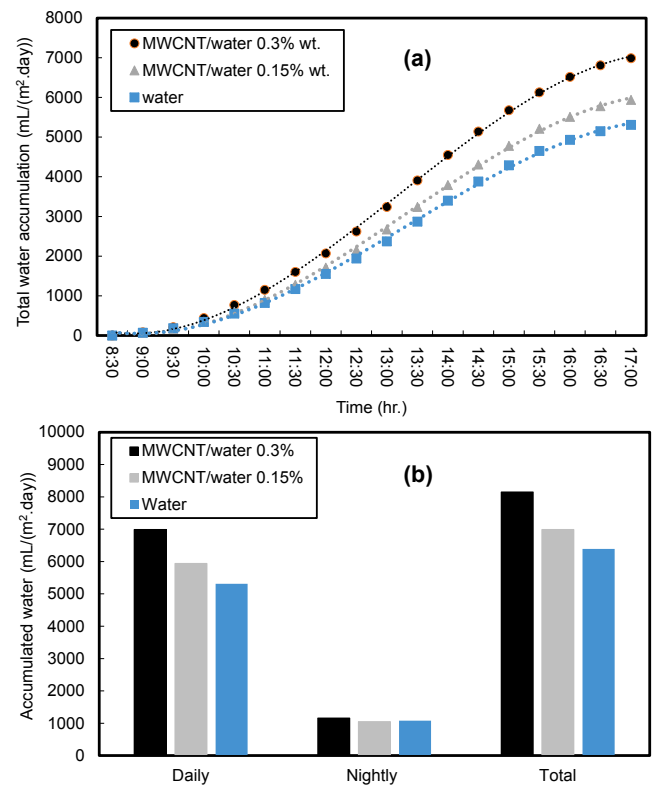 Total water accumulation (mL/(m².day))
8000
7000
6000
5000
4000
3000
2000
1000
0
MWCNT/water 0.3% wt.
MWCNT/water 0.15% wt.
water
(a)
8:30
9:00
9:30
10:00
10:30
11:00
11:30
12:00
12:30
13:00
13:30
14:00
14:30
15:00
15:30
16:00
16:30
17:00
Time (hr.)
Accumulated water (mL/(m².day))
10000
9000
8000
7000
6000
5000
4000
3000
2000
1000
0
MWCNT/water 0.3%
MWCNT/water 0.15%
Water
(b)
Daily
Nightly
Total